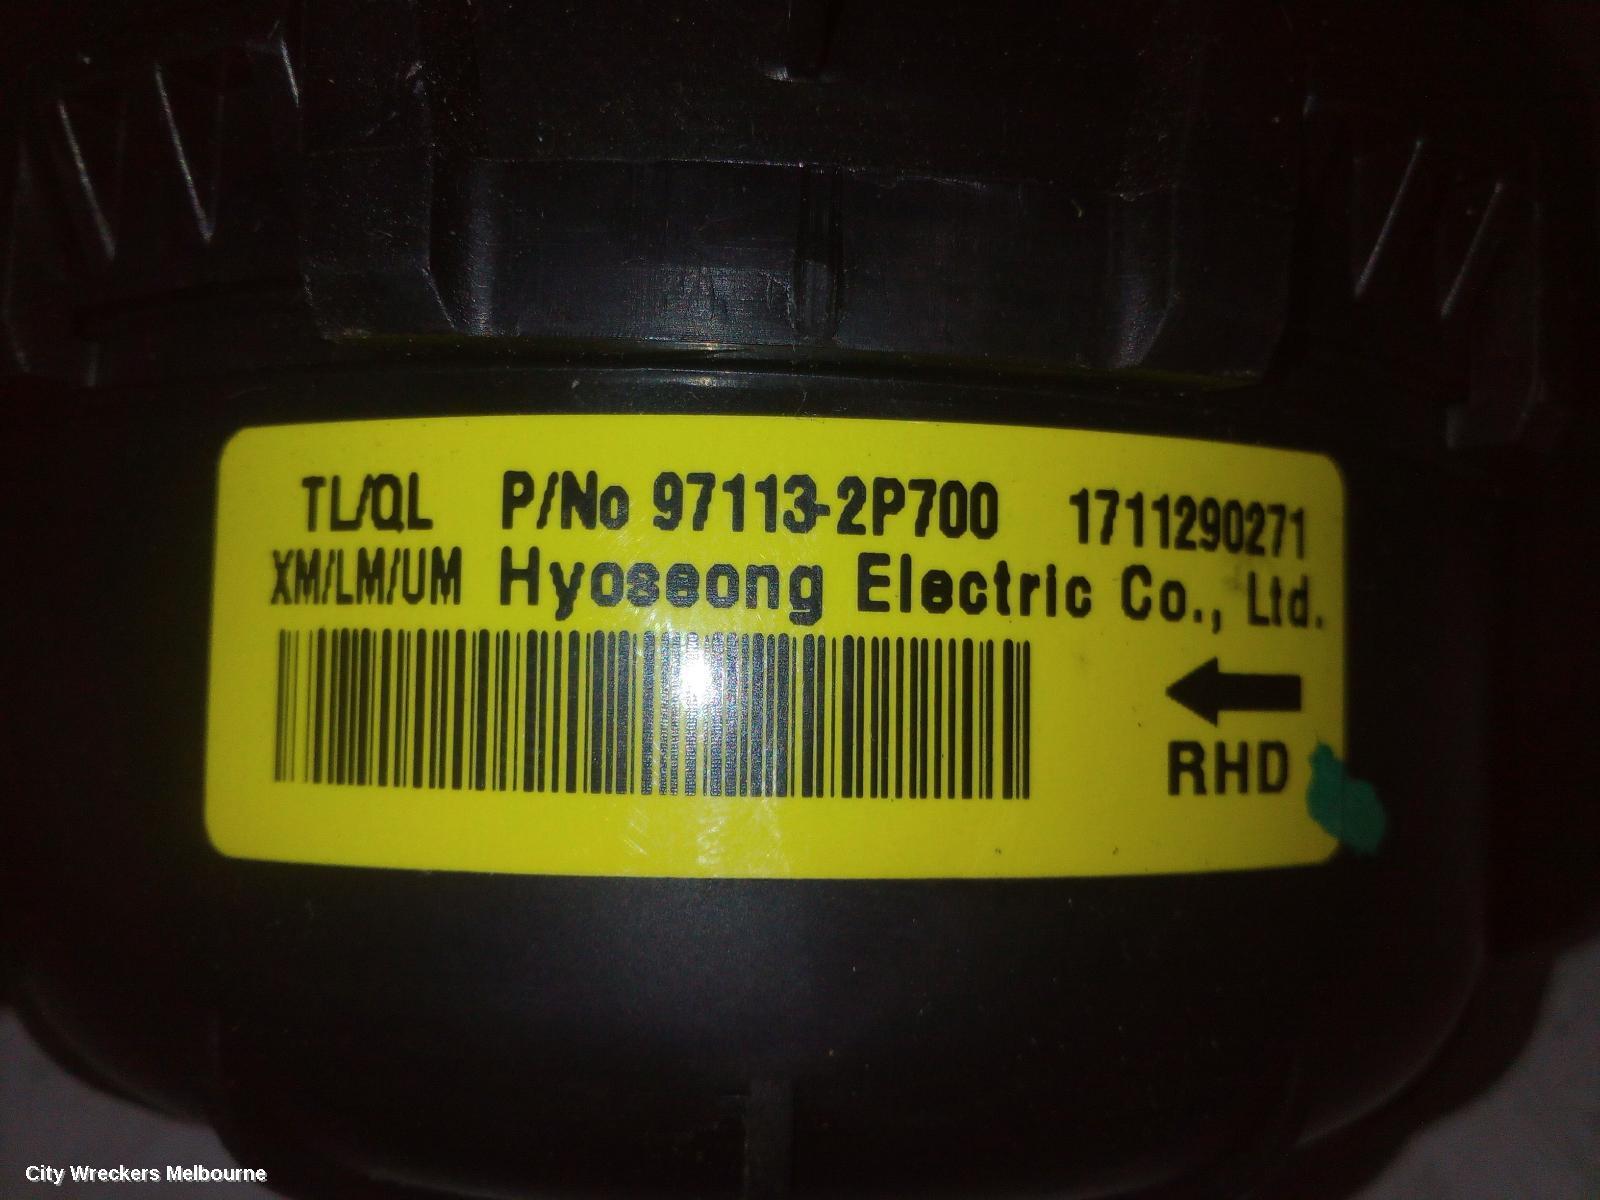 TL/QL P/No 97113-2P700 1711290271
XM/LM/UM Hyoseong Electric Co., Ltd.
RHD
City Wreckers Melbourne